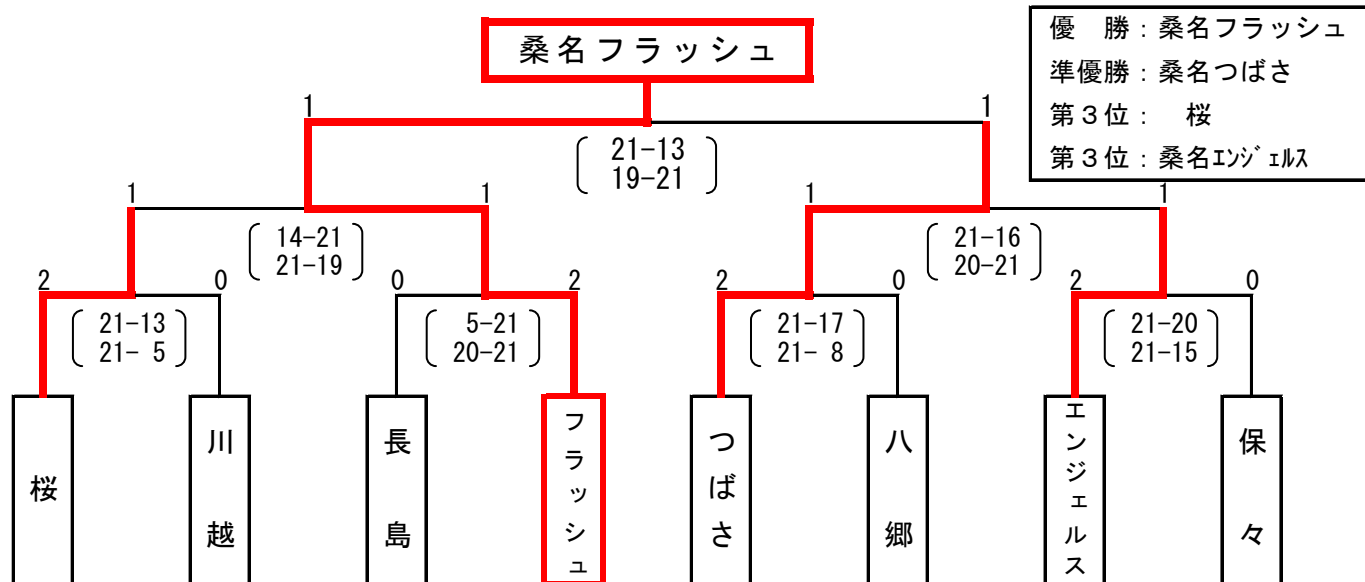 桑名フラッシュ
優　勝：桑名フラッシュ
準優勝：桑名つばさ
第３位：　桜
第３位：桑名ｴﾝｼﾞｪﾙｽ
1
1
21-13
19-21
1
1
1
1
14-21
21-19
21-16
20-21
2
0
0
2
2
0
2
0
21-13
21- 5
5-21
20-21
21-17
21- 8
21-20
21-15
桜
川越
長島
フラッシュ
つばさ
八郷
エンジェルス
保々